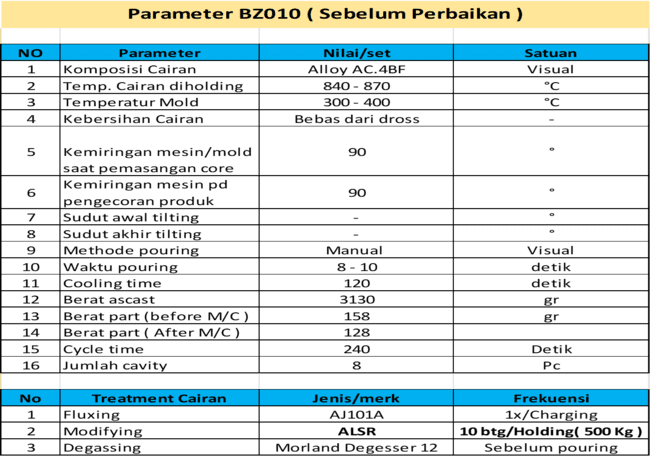 Parameter BZ010 ( Sebelum Perbaikan )
NO Parameter Nilai/set Satuan
1 Komposisi Cairan Alloy AC.4BF Visual
2 Temp. Cairan diholding 840 - 870 °C
3 Temperatur Mold 300 - 400 °C
4 Kebersihan Cairan Bebas dari dross -
5 Kemiringan mesin/mold saat pemasangan core 90 °
6 Kemiringan mesin pd pengecoran produk 90 °
7 Sudut awal tilting - °
8 Sudut akhir tilting - °
9 Methode pouring Manual Visual
10 Waktu pouring 8 - 10 detik
11 Cooling time 120 detik
12 Berat ascast 3130 gr
13 Berat part (before M/C ) 158 gr
14 Berat part ( After M/C ) 128
15 Cycle time 240 Detik
16 Jumlah cavity 8 Pc
No Treatment Cairan Jenis/merk Frekuensi
1 Fluxing AJ101A 1x/Charging
2 Modifying ALSR 10 btg/Holding( 500 Kg )
3 Degassing Morland Degesser 12 Sebelum pouring